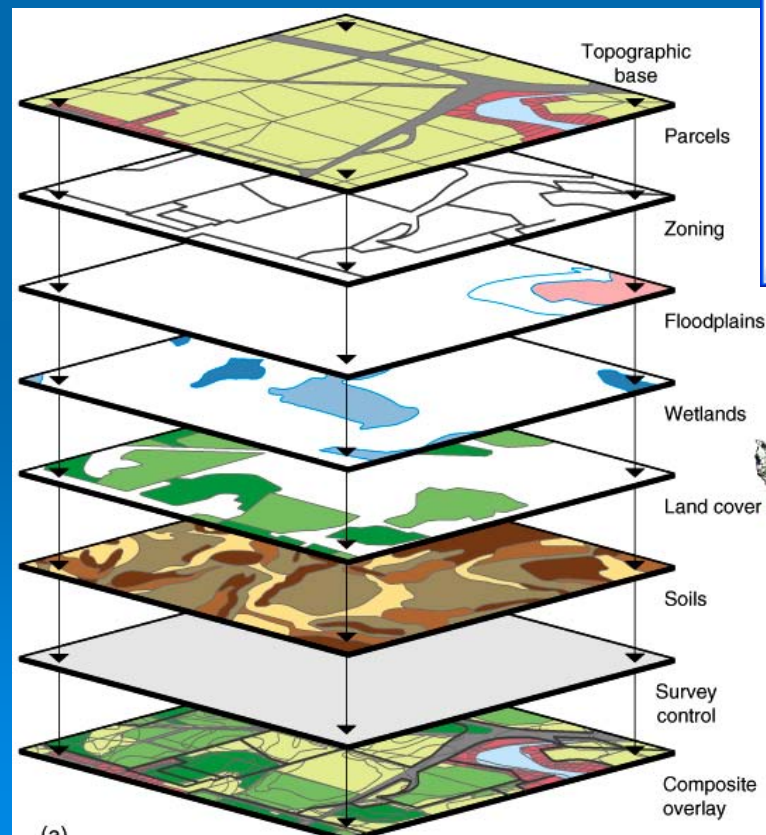 Topographic
base
Parcels
Zoning
Floodplains
Wetlands
Land cover
Soils
Survey
control
Composite
overlay
(a)